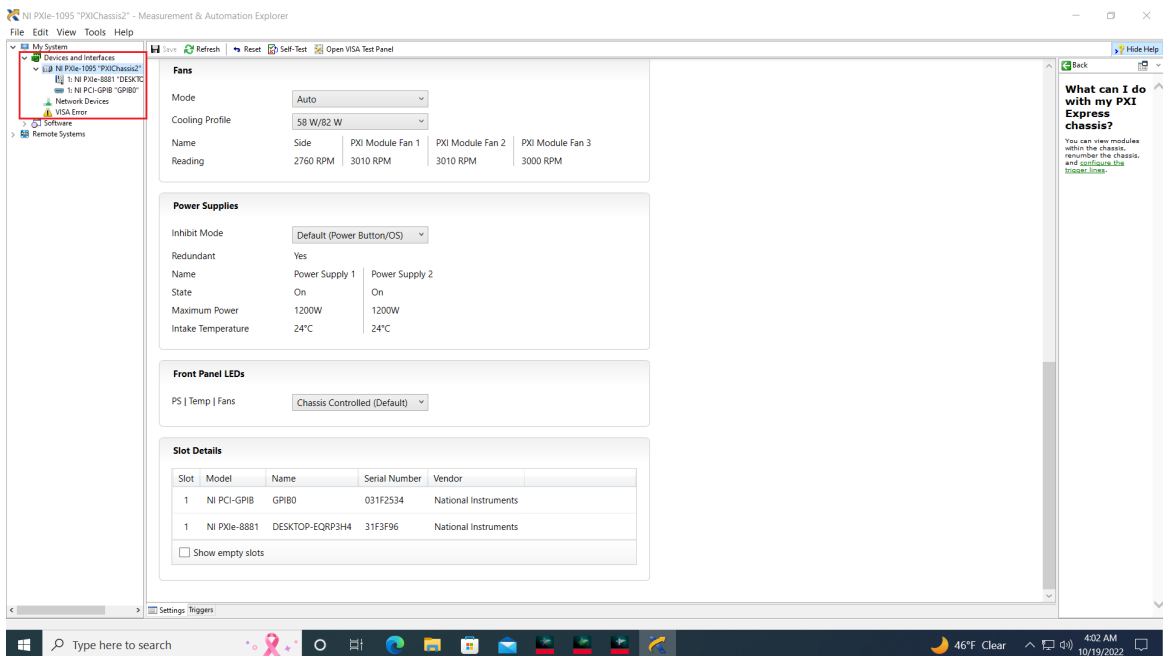 NI PXIe-1095 "PXIChassis2" - Measurement & Automation Explorer
File Edit View Tools Help
My System
Devices and Interfaces
NI PXIe-1095 "PXIChassis2"
1: NI PXIe-8881 "DESKTO
1: NI PCI-GPIB "GPIB0"
Network Devices
VISA Error
Software
Remote Systems
Save Refresh Reset Self-Test Open VISA Test Panel Hide Help
Fans
Mode Auto
Cooling Profile 58 W/82 W
Name Side PXI Module Fan 1 PXI Module Fan 2 PXI Module Fan 3
Reading 2760 RPM 3010 RPM 3010 RPM 3000 RPM
Power Supplies
Inhibit Mode Default (Power Button/OS)
Redundant Yes
Name Power Supply 1 Power Supply 2
State On On
Maximum Power 1200W 1200W
Intake Temperature 24°C 24°C
Front Panel LEDs
PS | Temp | Fans Chassis Controlled (Default)
Slot Details
Slot Model Name Serial Number Vendor
1 NI PCI-GPIB GPIB0 031F2534 National Instruments
1 NI PXIe-8881 DESKTOP-EQRP3H4 31F3F96 National Instruments
Show empty slots
Settings Triggers
Back
What can I do
with my PXI
Express
chassis?
You can view modules
within the chassis,
renumber the chassis,
and configure the
trigger lines.
Type here to search
46°F Clear
4:02 AM
10/19/2022